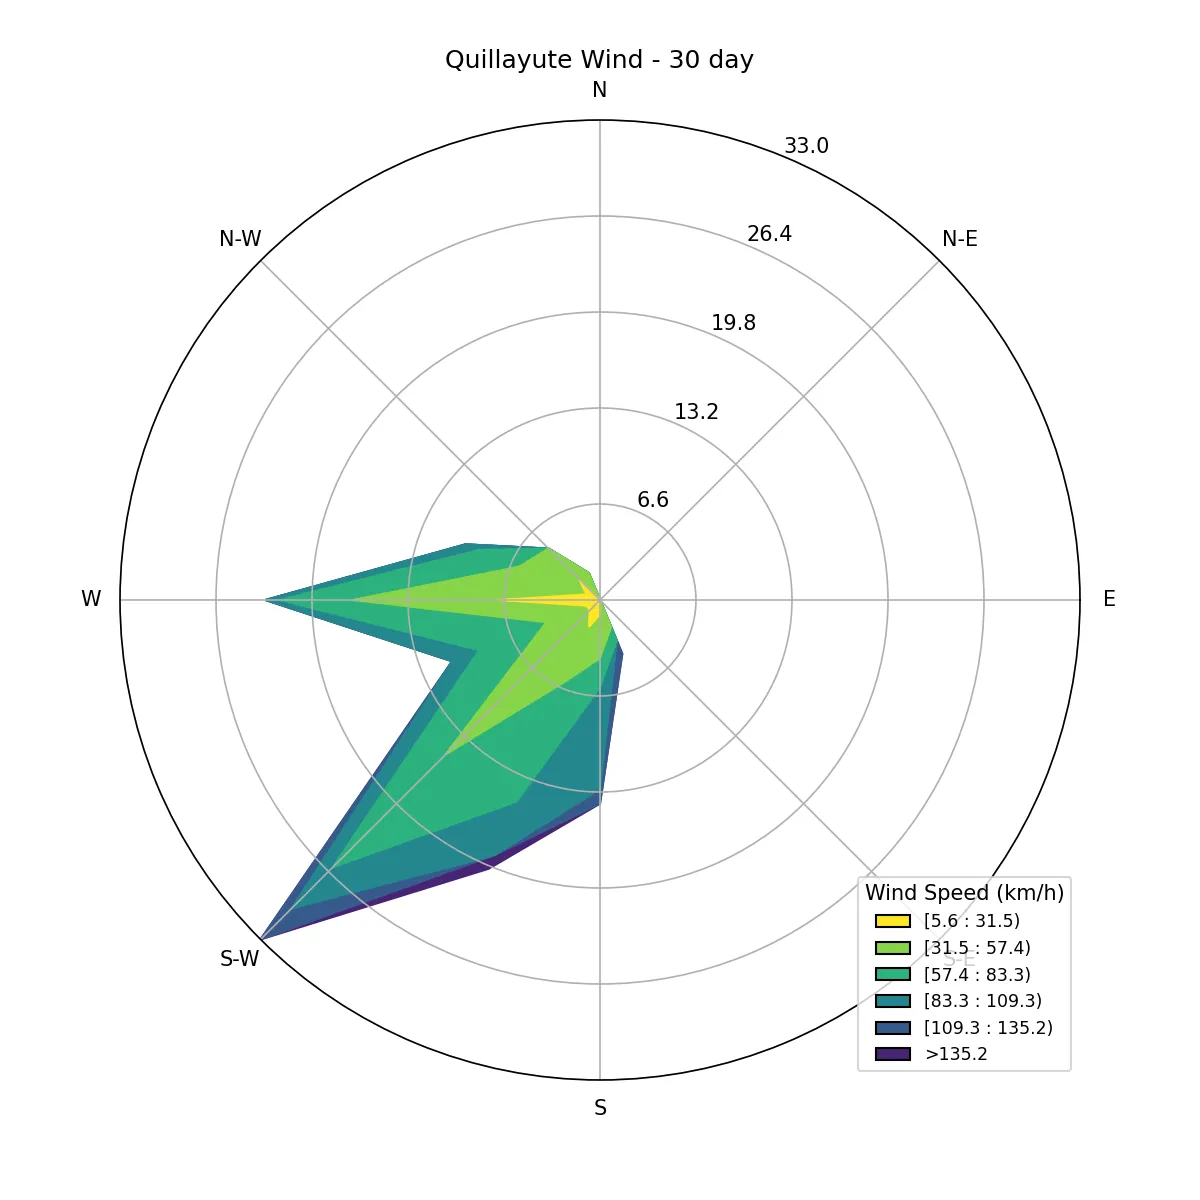 Quillayute Wind - 30 day
N
33.0
N-W
N-E
26.4
19.8
13.2
6.6
W
E
S-W
S-E
Wind Speed (km/h)
[5.6 : 31.5)
[31.5 : 57.4)
[57.4 : 83.3)
[83.3 : 109.3)
[109.3 : 135.2)
>135.2
S